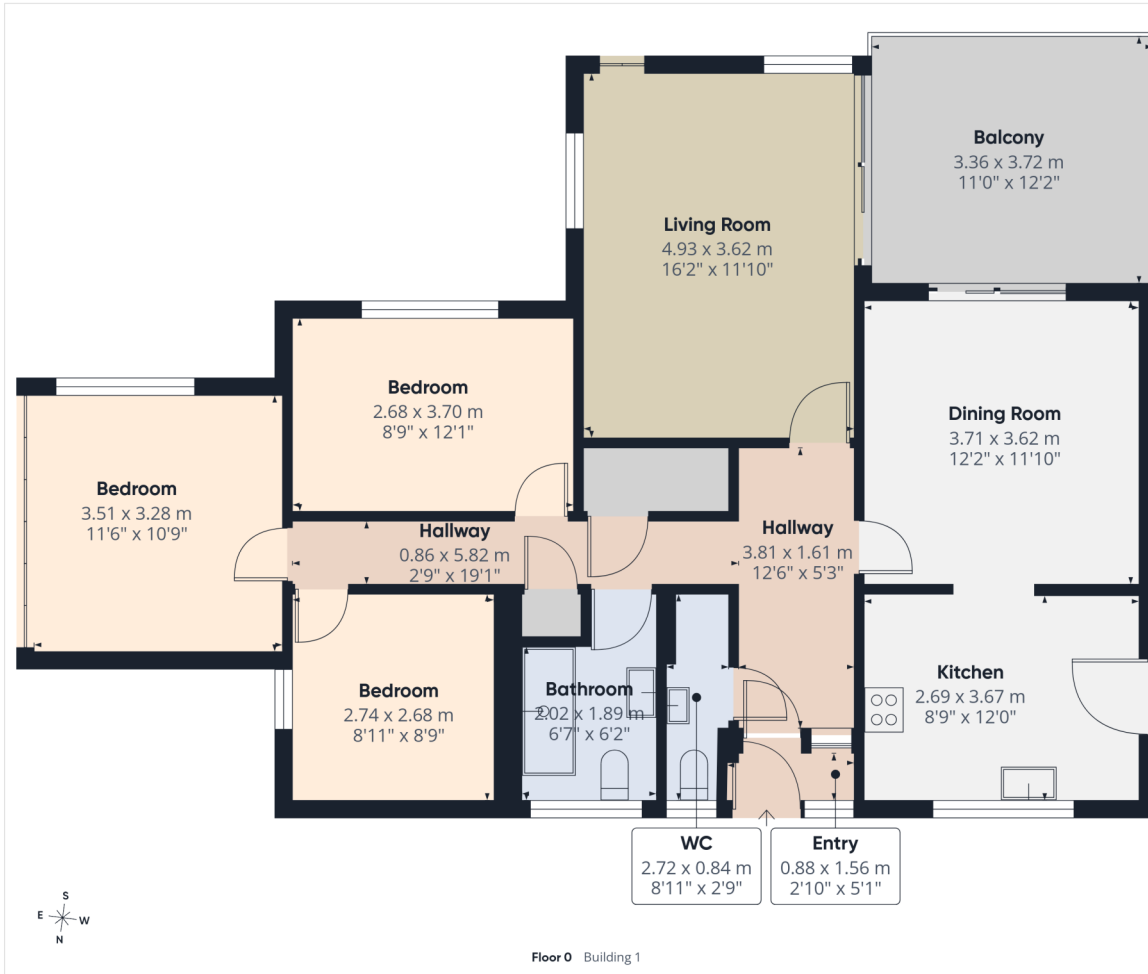 Balcony
3.36 x 3.72 m
11'0" x 12'2"
Living Room
4.93 x 3.62 m
16'2" x 11'10"
Bedroom
2.68 x 3.70 m
8'9" x 12'1"
Dining Room
3.71 x 3.62 m
12'2" x 11'10"
Bedroom
3.51 x 3.28 m
11'6" x 10'9"
Hallway
0.86 x 5.82 m
2'9" x 19'1"
Hallway
3.81 x 1.61 m
12'6" x 5'3"
Bedroom
2.74 x 2.68 m
8'11" x 8'9"
Bathroom
2.02 x 1.89 m
6'7" x 6'2"
Kitchen
2.69 x 3.67 m
8'9" x 12'0"
WC
2.72 x 0.84 m
8'11" x 2'9"
Entry
0.88 x 1.56 m
2'10" x 5'1"
S
E
W
N
Floor 0 Building 1